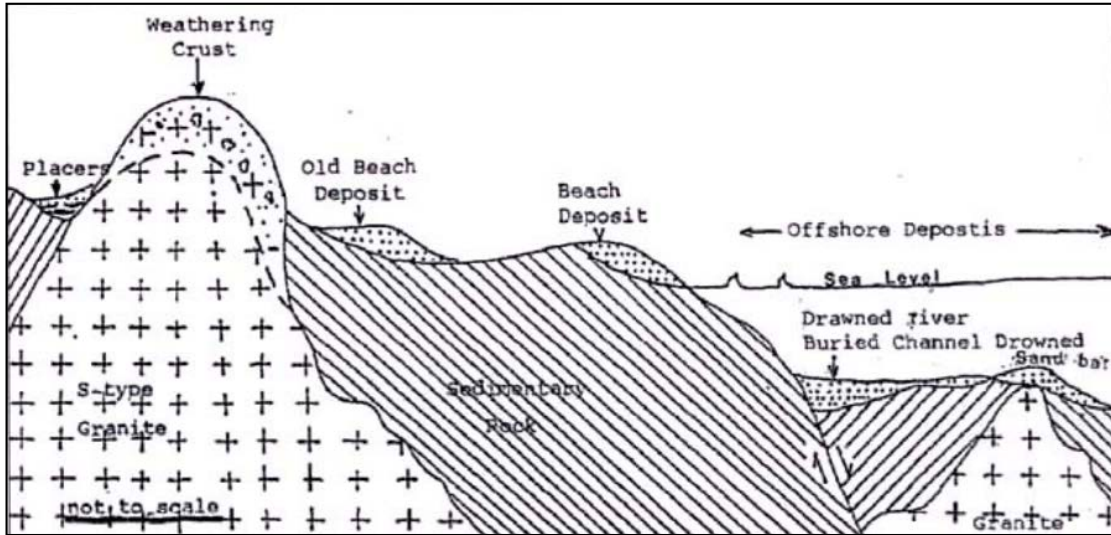 Weathering
Crust
Placers
Old Beach
Deposit
Beach
Deposit
Offshore Depostis
Sea Level
Drawned river
Buried Channel Drowned
Sand bar
S-type
Granite
Sedimentary
Rock
not to scale
Granite